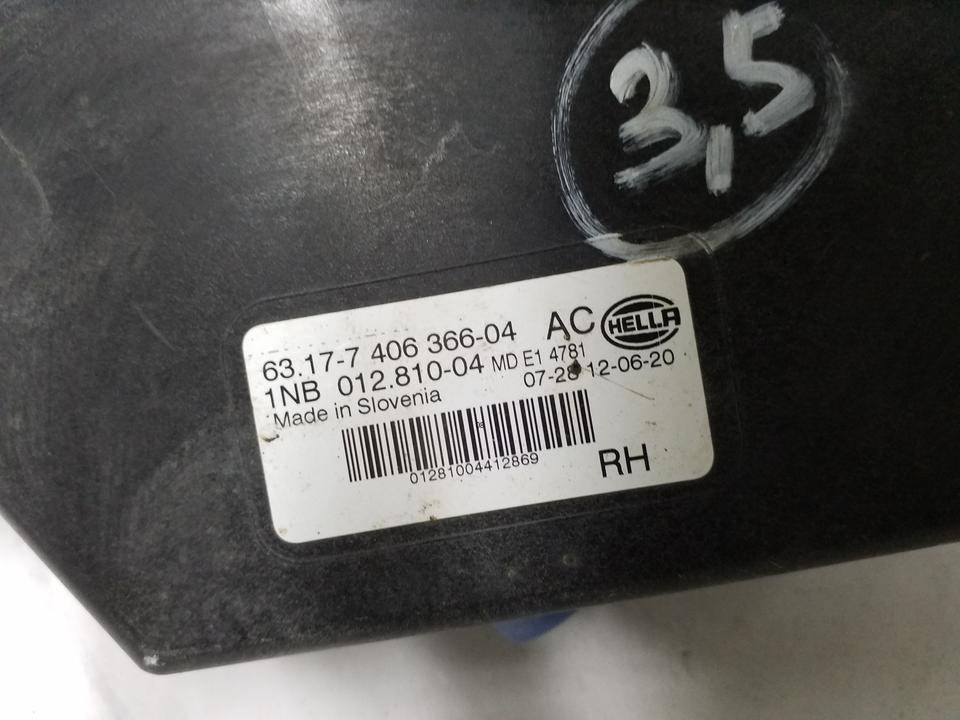 3,5
63.17-7 406 366-04 AC HELLA
1NB 012.810-04 MD E1 4781
Made in Slovenia 07-28 12-06-20
01281004412869
RH